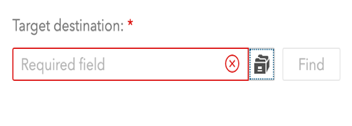 Target destination: *
Required field
Find